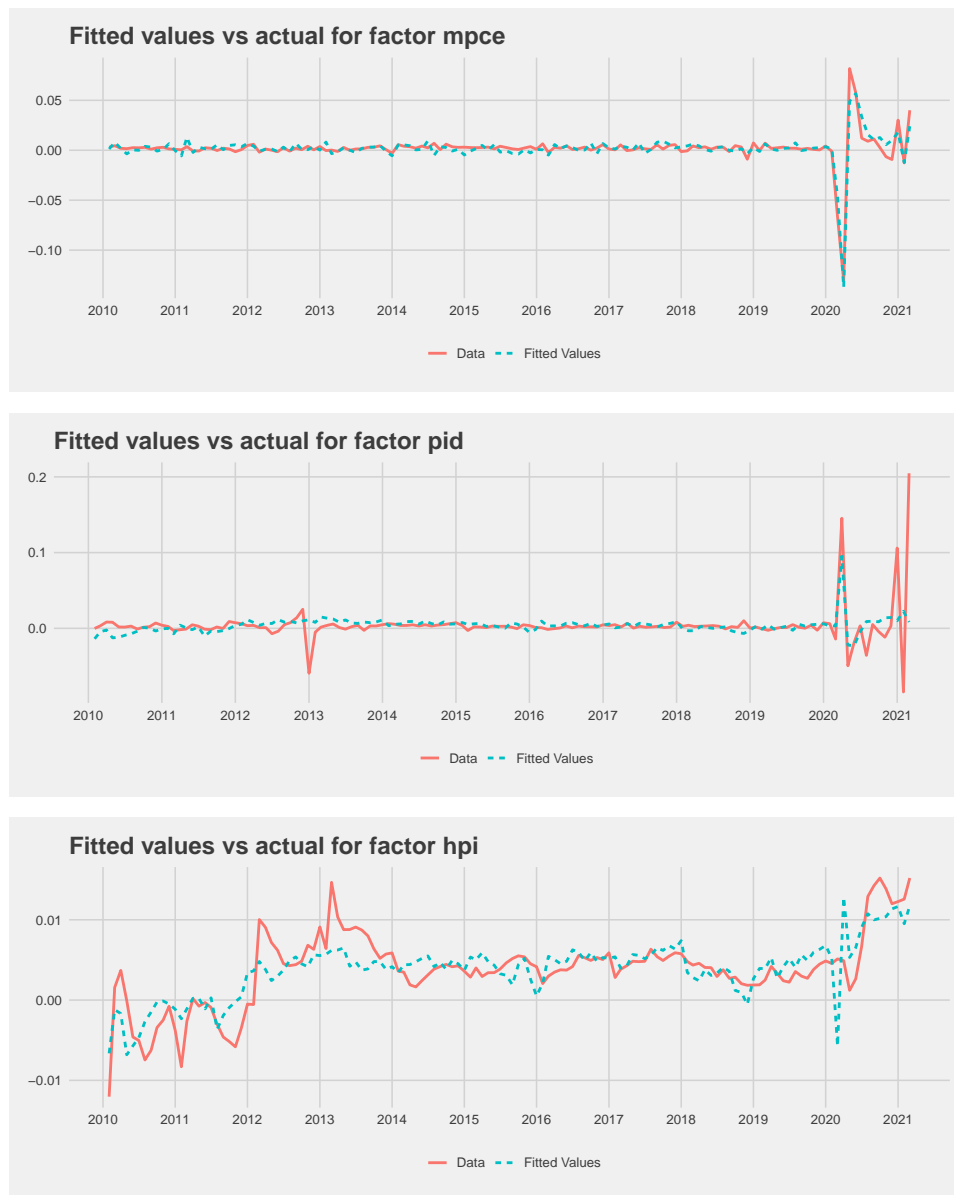 Fitted values vs actual for factor mpce
0.05
0.00
−0.05
−0.10
2010 2011 2012 2013 2014 2015 2016 2017 2018 2019 2020 2021
Data Fitted Values
Fitted values vs actual for factor pid
0.2
0.1
0.0
2010 2011 2012 2013 2014 2015 2016 2017 2018 2019 2020 2021
Data Fitted Values
Fitted values vs actual for factor hpi
0.01
0.00
−0.01
2010 2011 2012 2013 2014 2015 2016 2017 2018 2019 2020 2021
Data Fitted Values